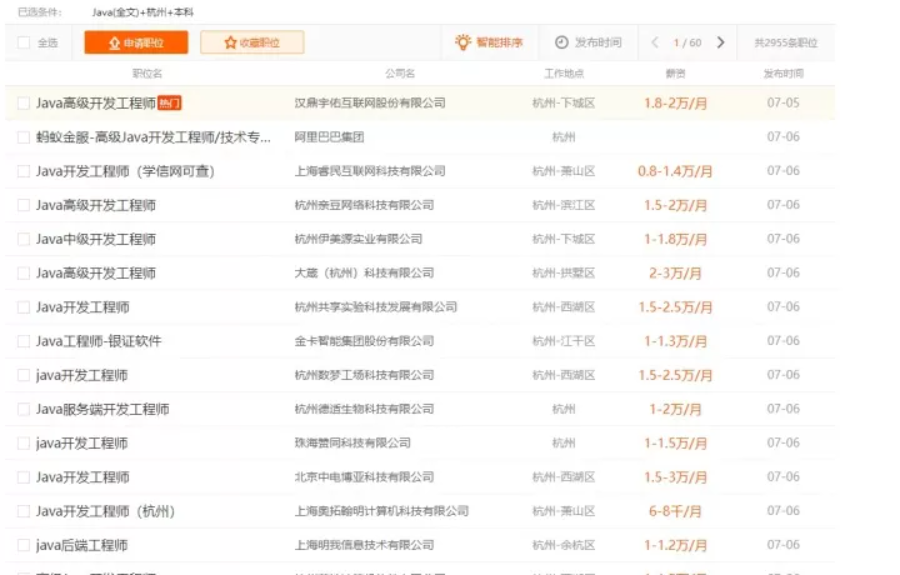 已选条件： Java(全文)+杭州+本科
全选 申请职位 收藏职位 智能排序 发布时间 1 / 60 共2955条职位
职位名 公司名 工作地点 薪资 发布时间
Java高级开发工程师 热门 汉鼎宇佑互联网股份有限公司 杭州-下城区 1.8-2万/月 07-05
蚂蚁金服-高级Java开发工程师/技术专... 阿里巴巴集团 杭州 07-06
Java开发工程师（学信网可查） 上海睿民互联网科技有限公司 杭州-萧山区 0.8-1.4万/月 07-06
Java高级开发工程师 杭州亲豆网络科技有限公司 杭州-滨江区 1.5-2万/月 07-06
Java中级开发工程师 杭州伊美源实业有限公司 杭州-下城区 1-1.8万/月 07-06
Java高级开发工程师 大蔵（杭州）科技有限公司 杭州-拱墅区 2-3万/月 07-06
Java开发工程师 杭州共享实验科技发展有限公司 杭州-西湖区 1.5-2.5万/月 07-06
Java工程师-银证软件 金卡智能集团股份有限公司 杭州-江干区 1-1.3万/月 07-06
java开发工程师 杭州数梦工场科技有限公司 杭州-西湖区 1.5-2.5万/月 07-06
Java服务端开发工程师 杭州德适生物科技有限公司 杭州 1-2万/月 07-06
java开发工程师 珠海赞同科技有限公司 杭州 1-1.5万/月 07-06
Java开发工程师 北京中电博亚科技有限公司 杭州-西湖区 1.5-3万/月 07-06
Java开发工程师（杭州） 上海奥拓翰明计算机科技有限公司 杭州-萧山区 6-8千/月 07-06
java后端工程师 上海明我信息技术有限公司 杭州-余杭区 1-1.2万/月 07-06